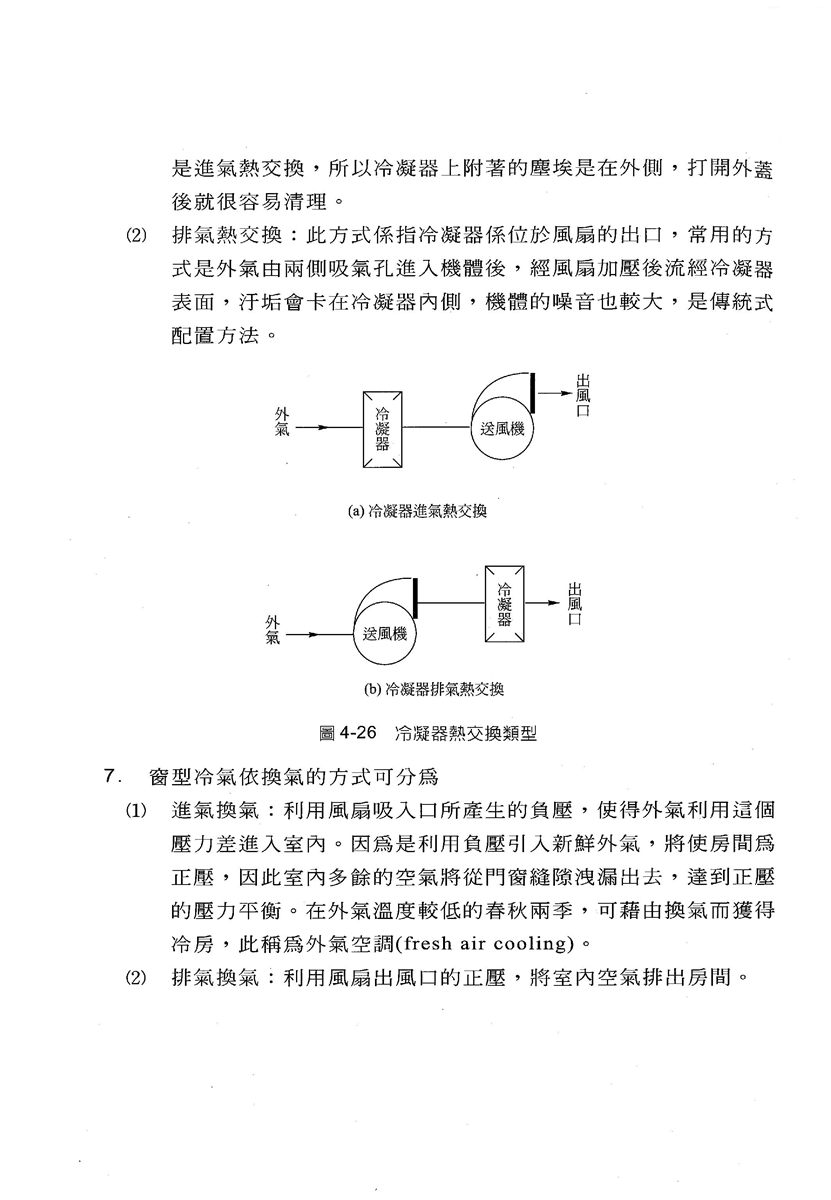 是進氣熱交換，所以冷凝器上附著的塵埃是在外側，打開外蓋
後就很容易清理。
⑵ 排氣熱交換：此方式係指冷凝器係位於風扇的出口，常用的方
式是外氣由兩側吸氣孔進入機體後，經風扇加壓後流經冷凝器
表面，汙垢會卡在冷凝器內側，機體的噪音也較大，是傳統式
配置方法。
外氣
冷凝器
送風機
出風口
(a) 冷凝器進氣熱交換
外氣
送風機
冷凝器
出風口
(b) 冷凝器排氣熱交換
圖 4-26 冷凝器熱交換類型
7. 窗型冷氣依換氣的方式可分為
⑴ 進氣換氣：利用風扇吸入口所產生的負壓，使得外氣利用這個
壓力差進入室內。因為是利用負壓引入新鮮外氣，將使房間為
正壓，因此室內多餘的空氣將從門窗縫隙洩漏出去，達到正壓
的壓力平衡。在外氣溫度較低的春秋兩季，可藉由換氣而獲得
冷房，此稱為外氣空調(fresh air cooling)。
⑵ 排氣換氣：利用風扇出風口的正壓，將室內空氣排出房間。